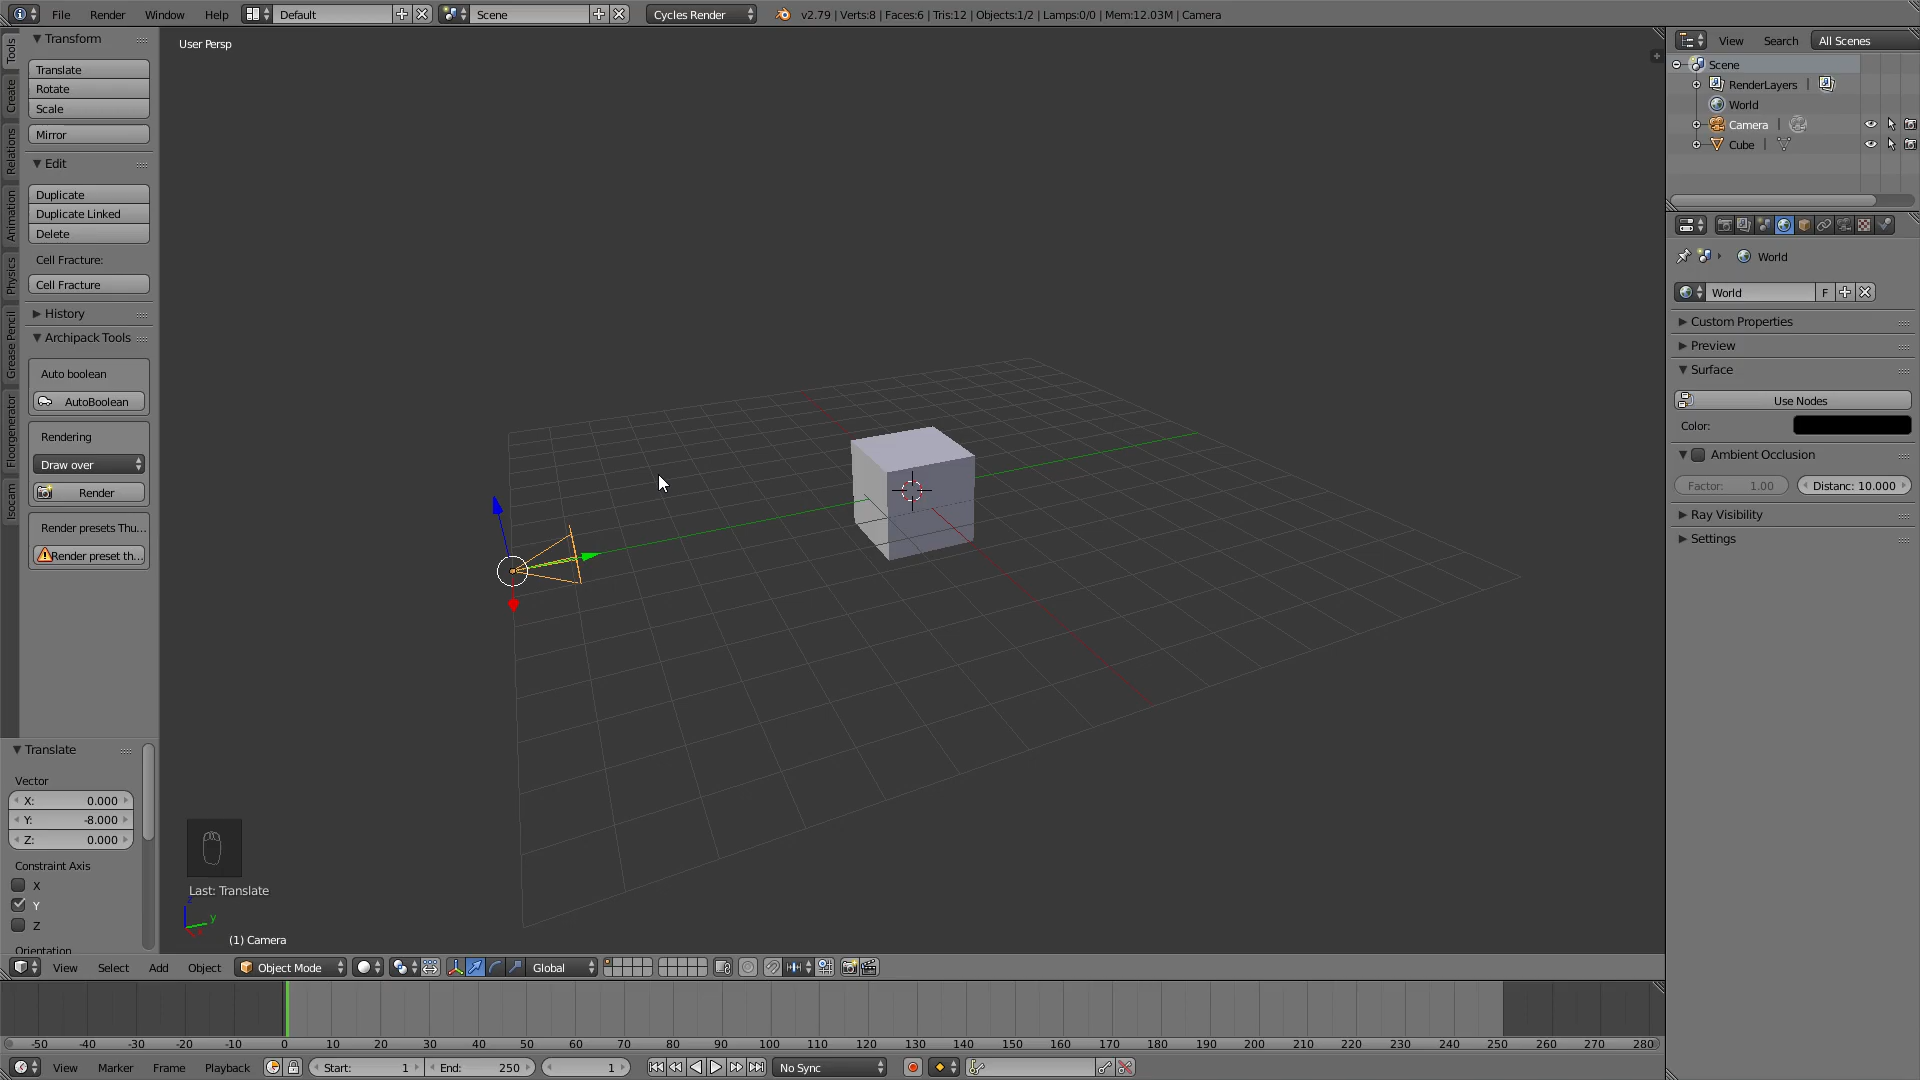 File Render Window Help Default Scene Cycles Render v2.79 | Verts:8 | Faces:6 | Tris:12 | Objects:1/2 | Lamps:0/0 | Mem:12.03M | Camera
Tools
Create
Relations
Animation
Physics
Grease Pencil
Floorgenerator
Isocam
Transform
Translate
Rotate
Scale
Mirror
Edit
Duplicate
Duplicate Linked
Delete
Cell Fracture:
Cell Fracture
History
Archipack Tools
Auto boolean
AutoBoolean
Rendering
Draw over
Render
Render presets Thu...
Render preset th...
Translate
Vector
X: 0.000
Y: -8.000
Z: 0.000
Constraint Axis
X
Y
Z
Orientation
User Persp
Last: Translate
z
y
(1) Camera
View Select Add Object Object Mode Global
-50 -40 -30 -20 -10 0 10 20 30 40 50 60 70 80 90 100 110 120 130 140 150 160 170 180 190 200 210 220 230 240 250 260 270 280
View Marker Frame Playback Start: 1 End: 250 1 No Sync
View Search All Scenes
Scene
RenderLayers |
World
Camera |
Cube |
World
World F
Custom Properties
Preview
Surface
Use Nodes
Color:
Ambient Occlusion
Factor: 1.00 Distanc: 10.000
Ray Visibility
Settings